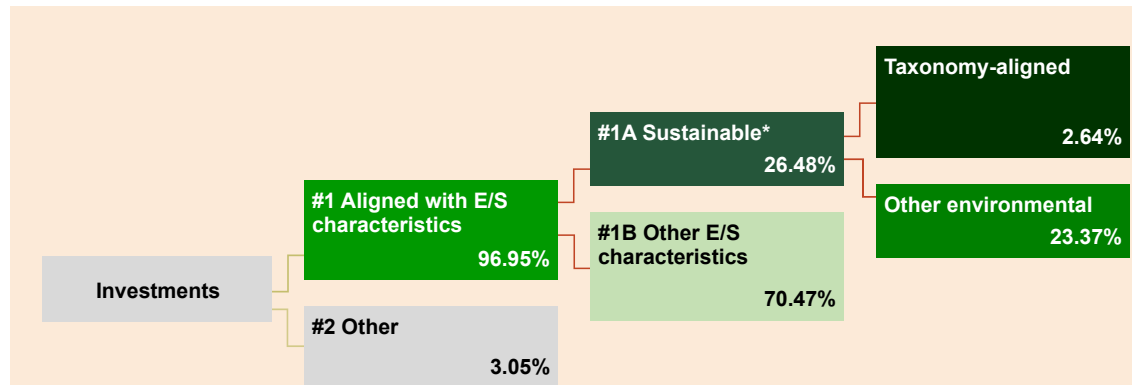 Investments
#1 Aligned with E/S
characteristics
96.95%
#2 Other
3.05%
#1A Sustainable*
26.48%
#1B Other E/S
characteristics
70.47%
Taxonomy-aligned
2.64%
Other environmental
23.37%